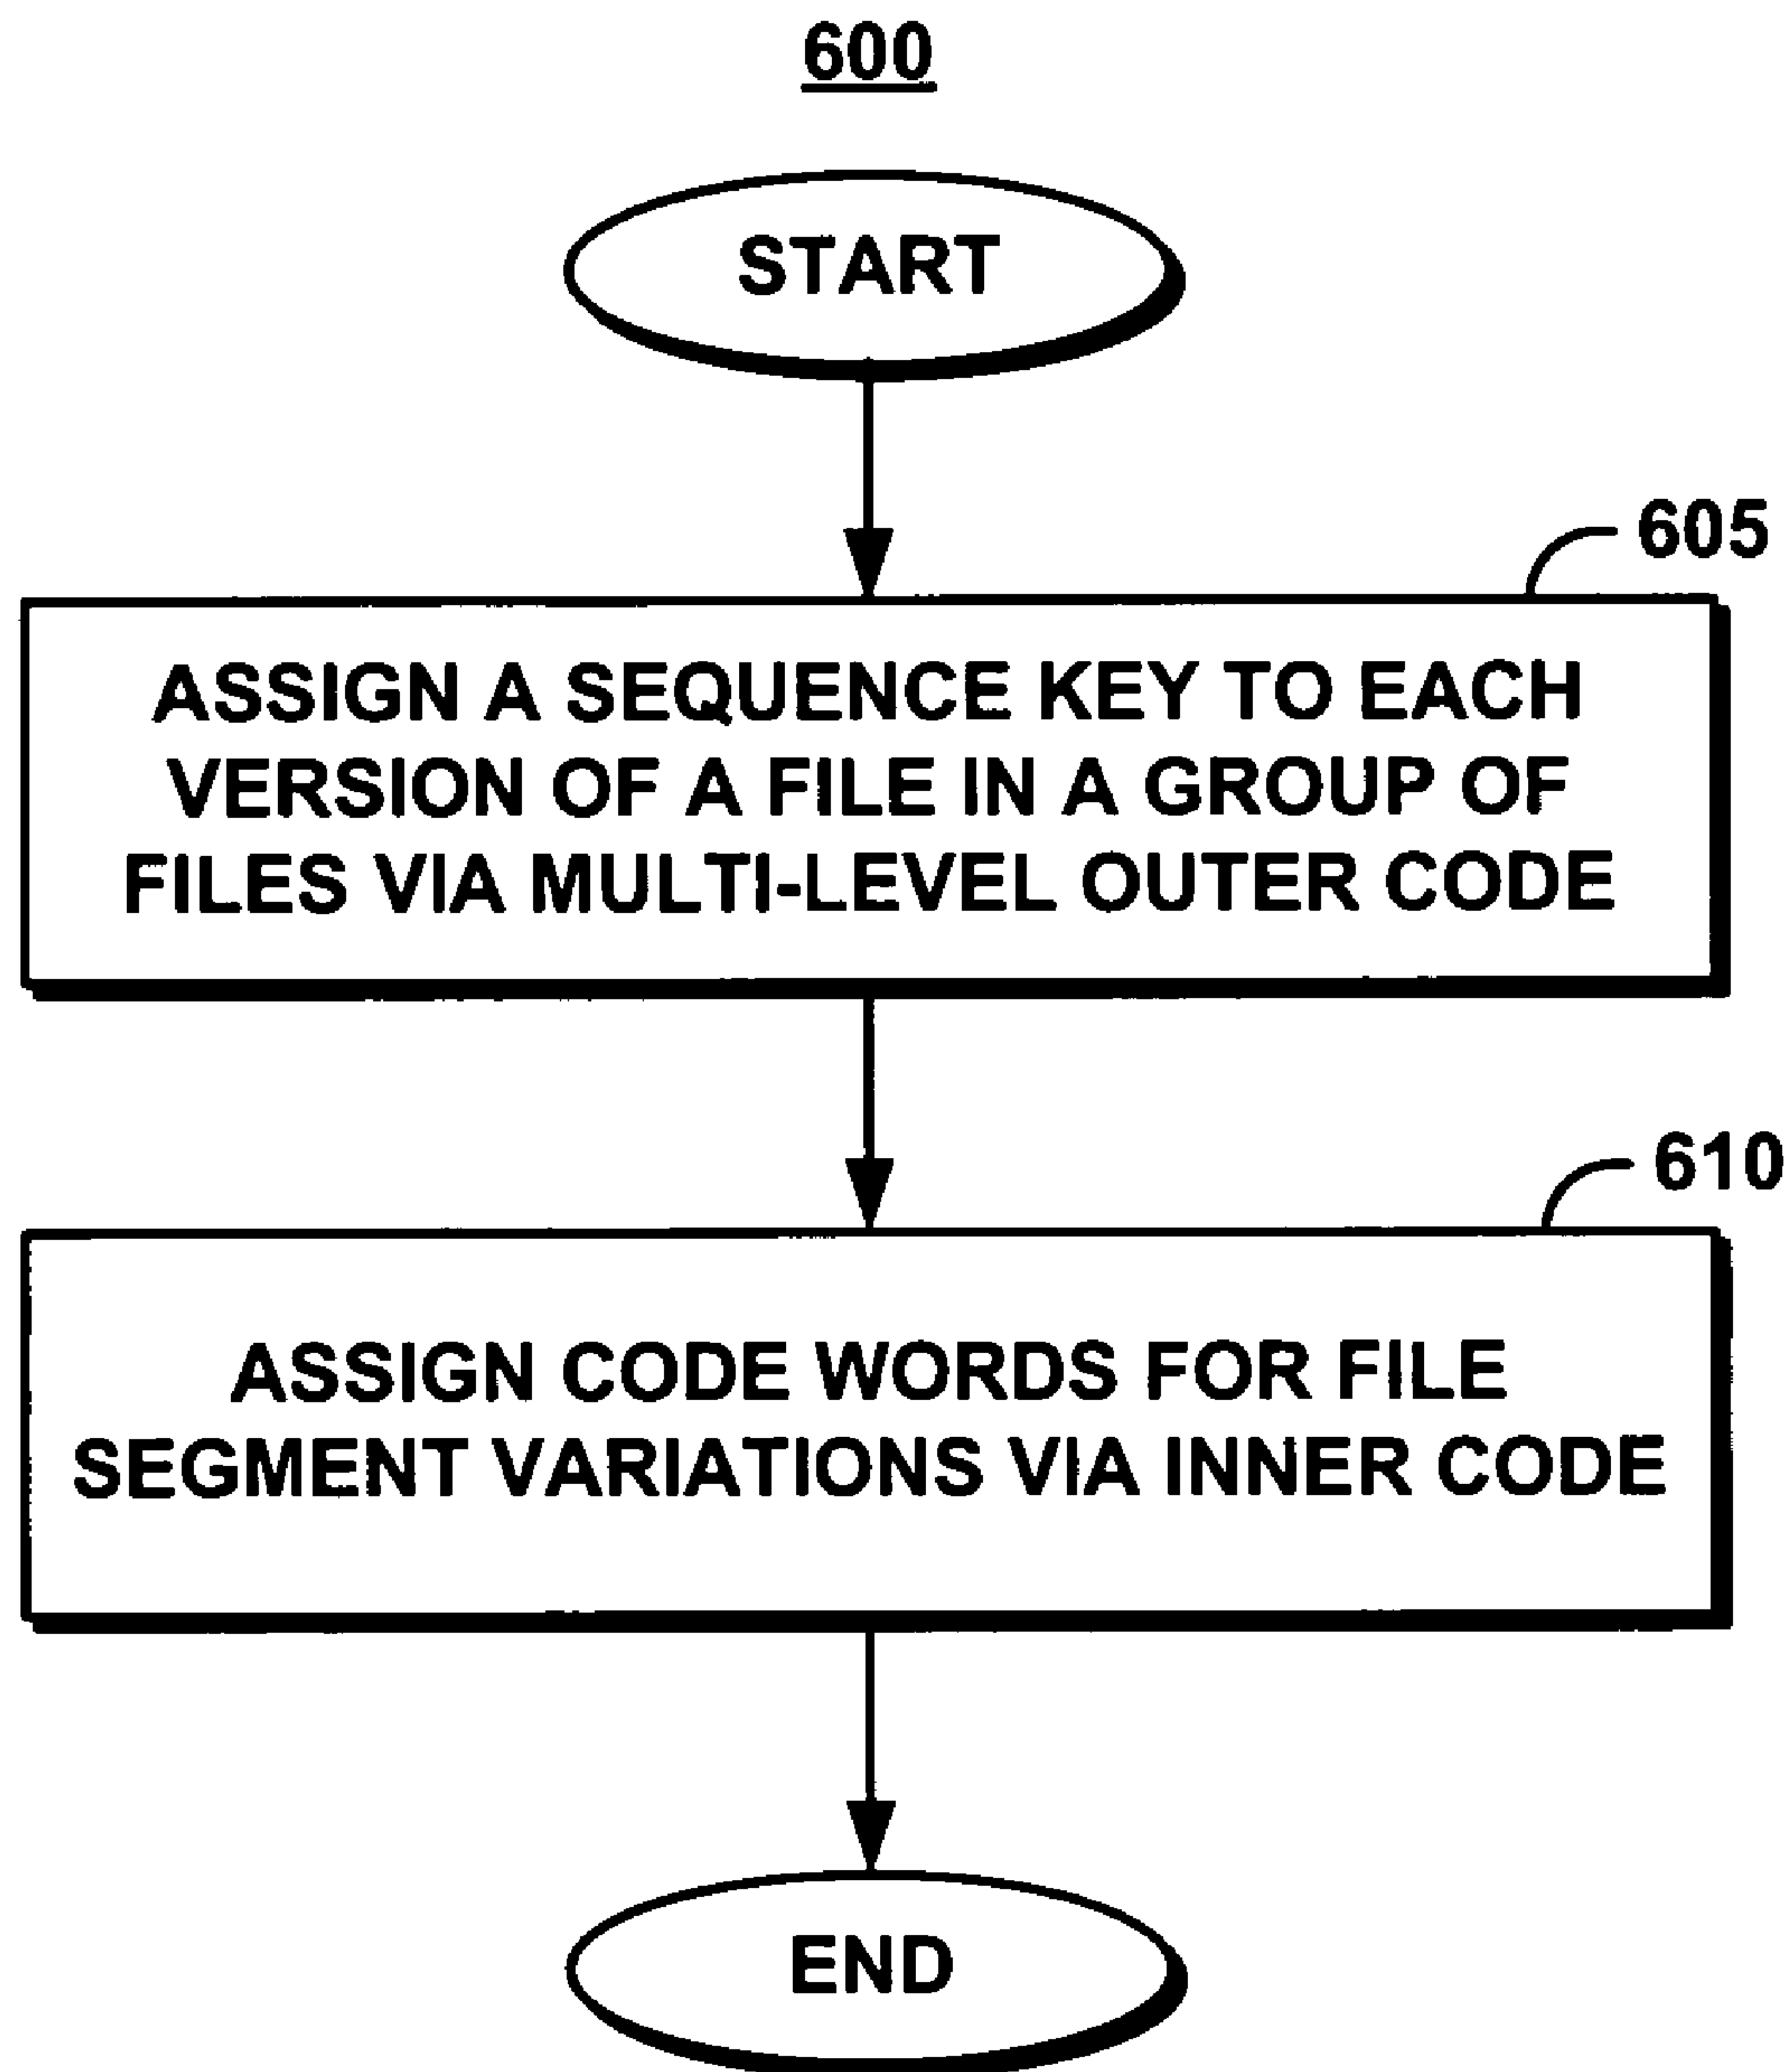 600
START
605
ASSIGN A SEQUENCE KEY TO EACH
VERSION OF A FILE IN A GROUP OF
FILES VIA MULTI-LEVEL OUTER CODE
610
ASSIGN CODE WORDS FOR FILE
SEGMENT VARIATIONS VIA INNER CODE
END